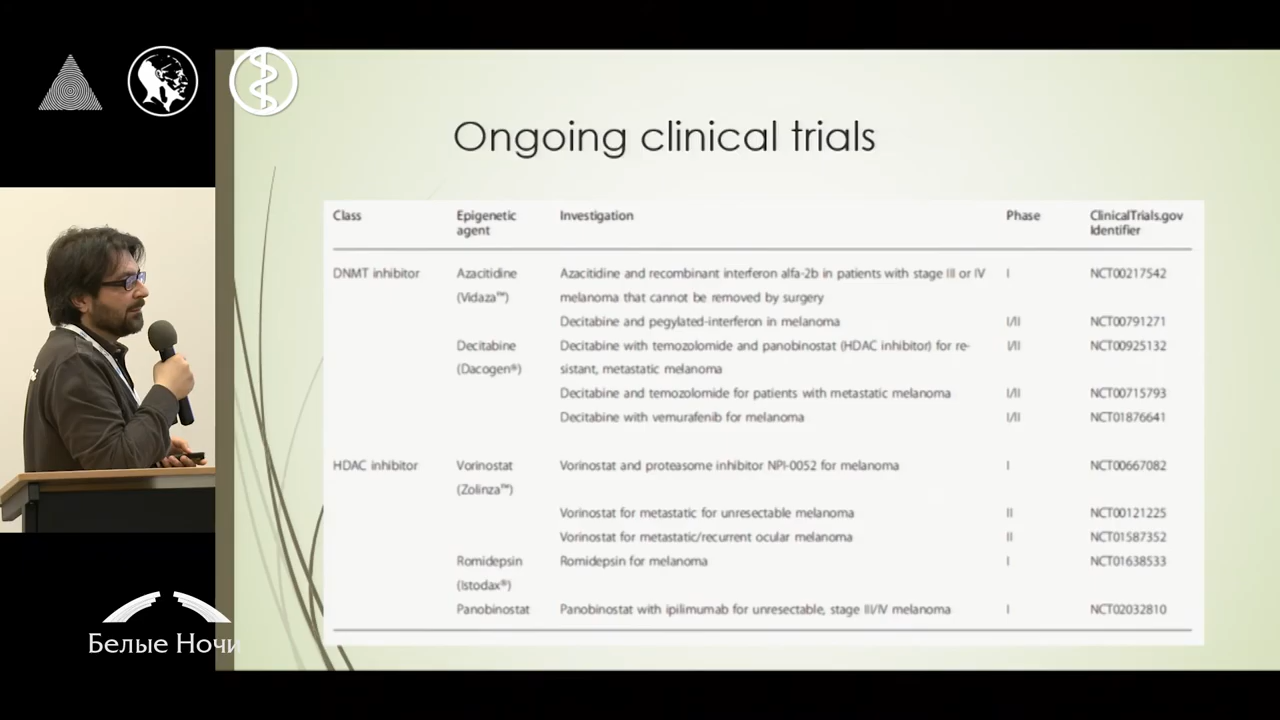 Ongoing clinical trials
Class Epigenetic agent Investigation Phase ClinicalTrials.gov Identifier
DNMT inhibitor Azacitidine Azacitidine and recombinant interferon alfa-2b in patients with stage III or IV I NCT00217542
(Vidaza™) melanoma that cannot be removed by surgery
Decitabine and pegylated-interferon in melanoma I/II NCT00791271
Decitabine Decitabine with temozolomide and panobinostat (HDAC inhibitor) for re- I/II NCT00925132
(Dacogen®) sistant, metastatic melanoma
Decitabine and temozolomide for patients with metastatic melanoma I/II NCT00715793
Decitabine with vemurafenib for melanoma I/II NCT01876641
HDAC inhibitor Vorinostat Vorinostat and proteasome inhibitor NPI-0052 for melanoma I NCT00667082
(Zolinza™)
Vorinostat for metastatic for unresectable melanoma II NCT00121225
Vorinostat for metastatic/recurrent ocular melanoma II NCT01587352
Romidepsin Romidepsin for melanoma I NCT01638533
(Istodax®)
Panobinostat Panobinostat with ipilimumab for unresectable, stage III/IV melanoma I NCT02032810
Белые Ночи